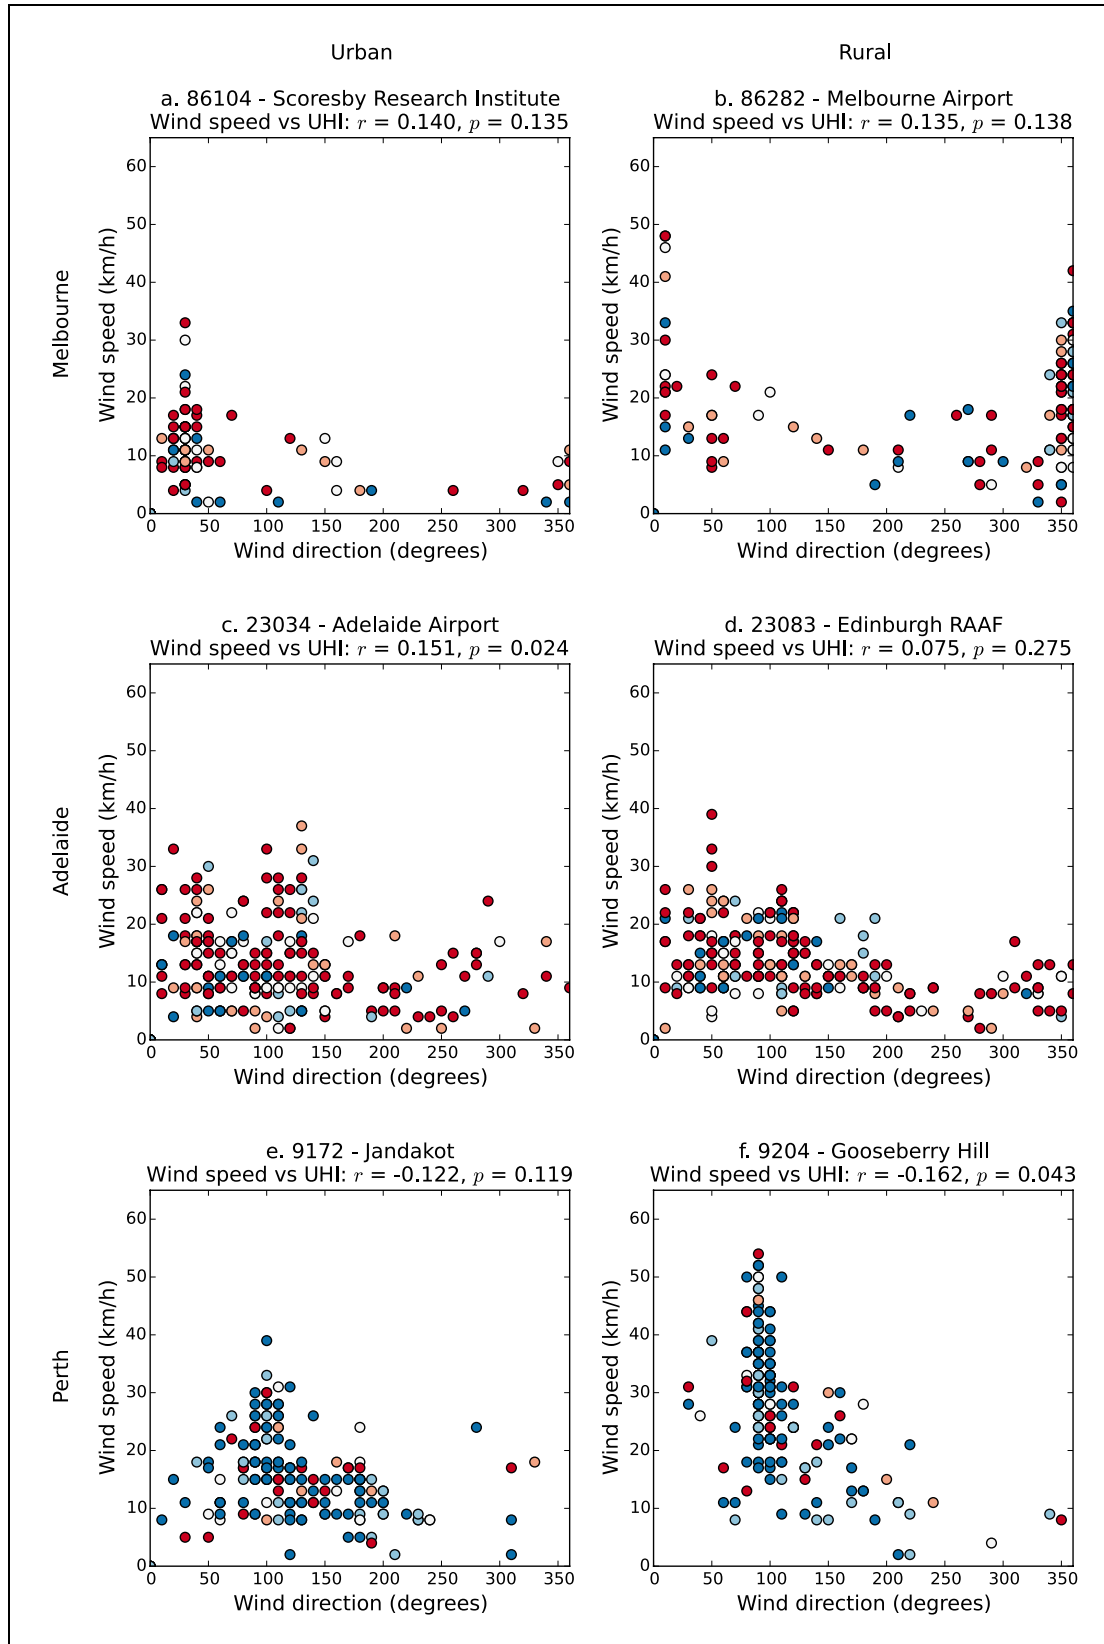 Urban
Rural
a. 86104 - Scoresby Research Institute
Wind speed vs UHI: r = 0.140, p = 0.135
b. 86282 - Melbourne Airport
Wind speed vs UHI: r = 0.135, p = 0.138
Melbourne
Wind speed (km/h)
60
50
40
30
20
10
0
0 50 100 150 200 250 300 350
Wind direction (degrees)
Wind speed (km/h)
60
50
40
30
20
10
0
0 50 100 150 200 250 300 350
Wind direction (degrees)
c. 23034 - Adelaide Airport
Wind speed vs UHI: r = 0.151, p = 0.024
d. 23083 - Edinburgh RAAF
Wind speed vs UHI: r = 0.075, p = 0.275
Adelaide
Wind speed (km/h)
60
50
40
30
20
10
0
0 50 100 150 200 250 300 350
Wind direction (degrees)
Wind speed (km/h)
60
50
40
30
20
10
0
0 50 100 150 200 250 300 350
Wind direction (degrees)
e. 9172 - Jandakot
Wind speed vs UHI: r = -0.122, p = 0.119
f. 9204 - Gooseberry Hill
Wind speed vs UHI: r = -0.162, p = 0.043
Perth
Wind speed (km/h)
60
50
40
30
20
10
0
0 50 100 150 200 250 300 350
Wind direction (degrees)
Wind speed (km/h)
60
50
40
30
20
10
0
0 50 100 150 200 250 300 350
Wind direction (degrees)